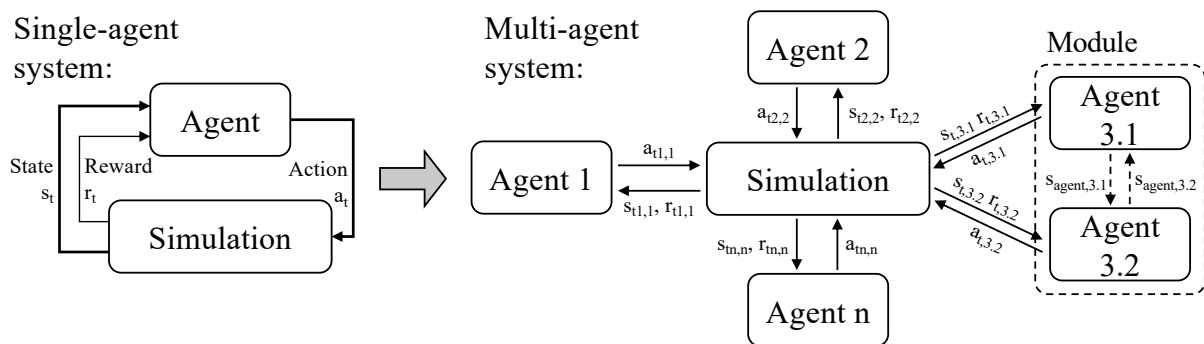 Single-agent
system:
Agent
State
s_t
Reward
r_t
Action
a_t
Simulation
Multi-agent
system:
Agent 2
a_t2,2
s_t2,2, r_t2,2
Agent 1
a_t1,1
s_t1,1, r_t1,1
Simulation
s_tn,n, r_tn,n
a_tn,n
Agent n
s_t,3.1 r_t,3.1
a_t,3.1
s_t,3.2 r_t,3.2
a_t,3.2
Module
Agent
3.1
s_agent,3.1
s_agent,3.2
Agent
3.2